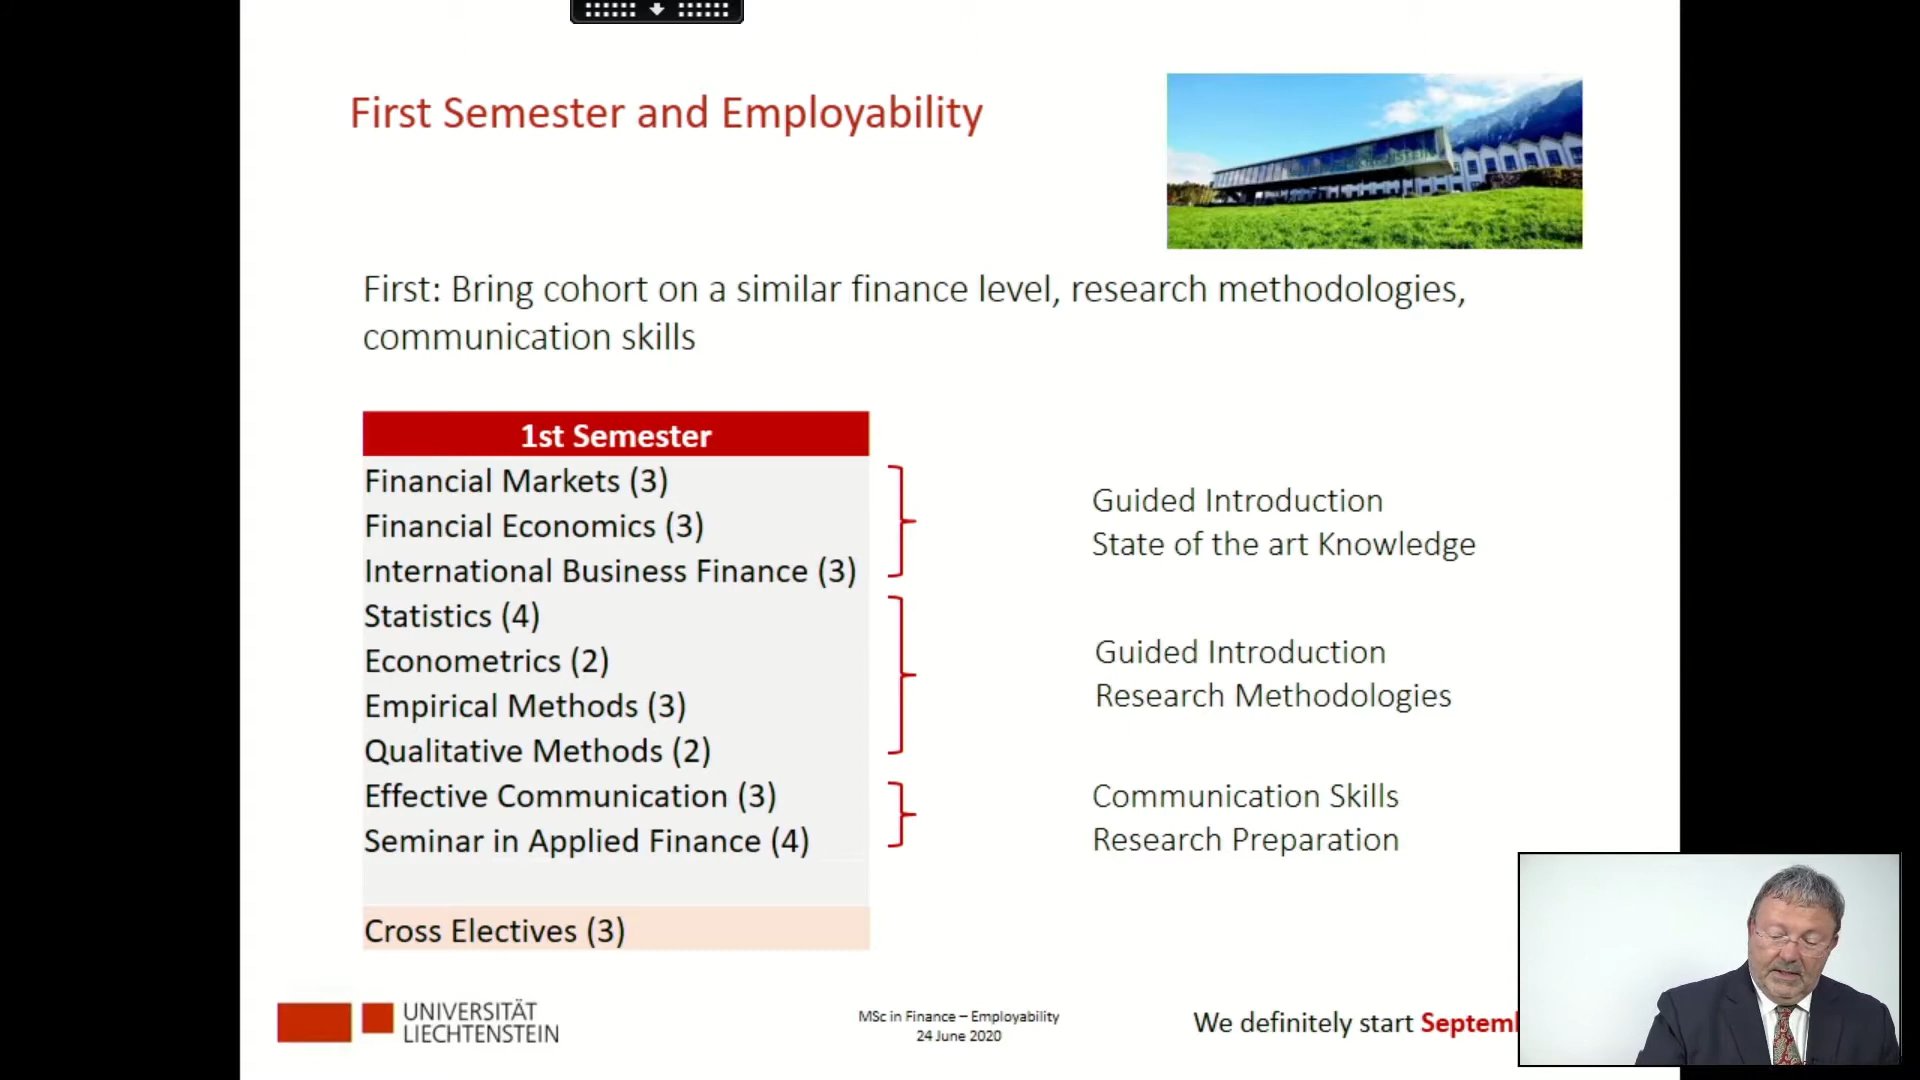 First Semester and Employability
First: Bring cohort on a similar finance level, research methodologies,
communication skills
1st Semester
Financial Markets (3)
Financial Economics (3)
International Business Finance (3)
Statistics (4)
Econometrics (2)
Empirical Methods (3)
Qualitative Methods (2)
Effective Communication (3)
Seminar in Applied Finance (4)
Cross Electives (3)
Guided Introduction
State of the art Knowledge
Guided Introduction
Research Methodologies
Communication Skills
Research Preparation
UNIVERSITÄT
LIECHTENSTEIN
MSc in Finance – Employability
24 June 2020
We definitely start